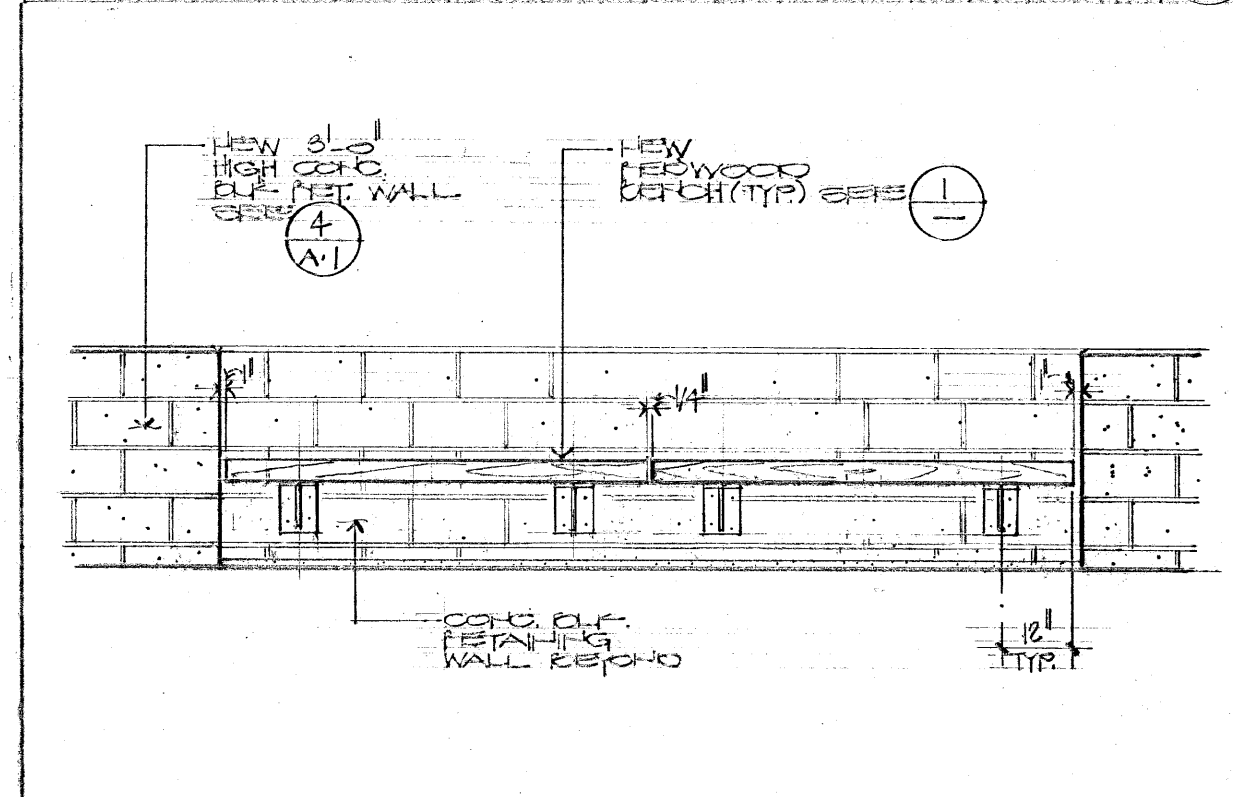 NEW 3'-0"
HIGH CONC.
BLK RET. WALL
SEE
4
A.1
NEW
REDWOOD
BENCH (TYP.) SEE
1
—
1"
1/4"
1"
CONC. BLK.
RETAINING
WALL BEYOND
12"
TYP.